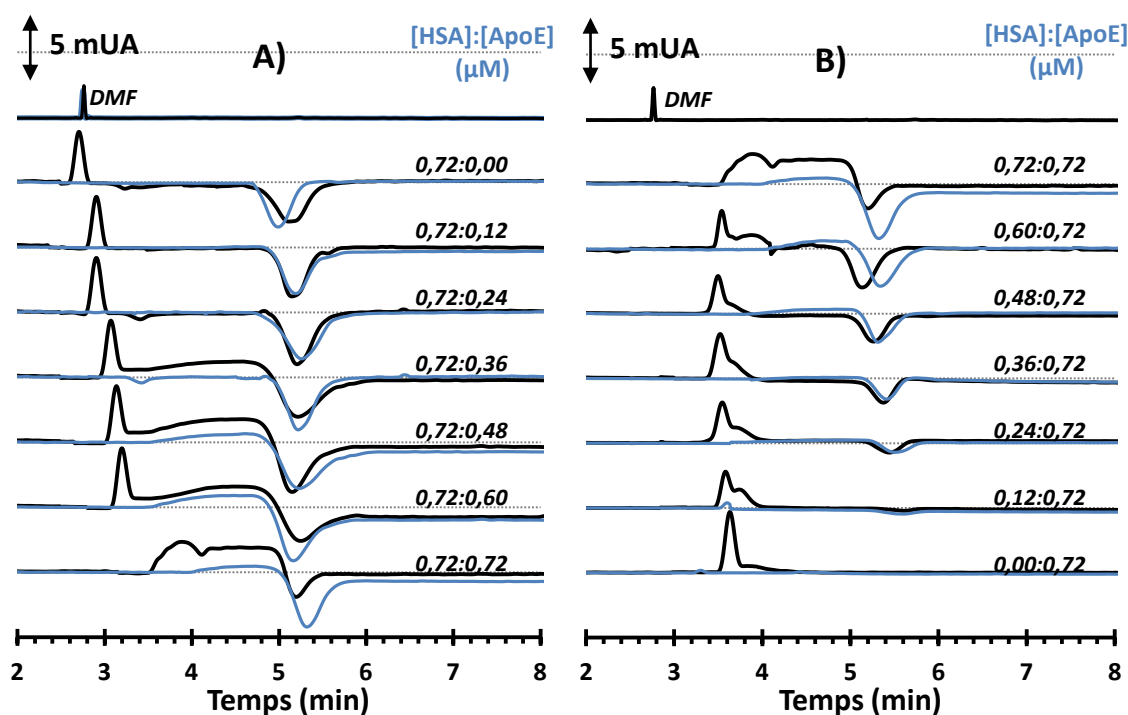 5 mUA
A)
[HSA]:[ApoE]
(µM)
DMF
0,72:0,00
0,72:0,12
0,72:0,24
0,72:0,36
0,72:0,48
0,72:0,60
0,72:0,72
2 3 4 5 6 7 8
Temps (min)
5 mUA
B)
[HSA]:[ApoE]
(µM)
DMF
0,72:0,72
0,60:0,72
0,48:0,72
0,36:0,72
0,24:0,72
0,12:0,72
0,00:0,72
2 3 4 5 6 7 8
Temps (min)